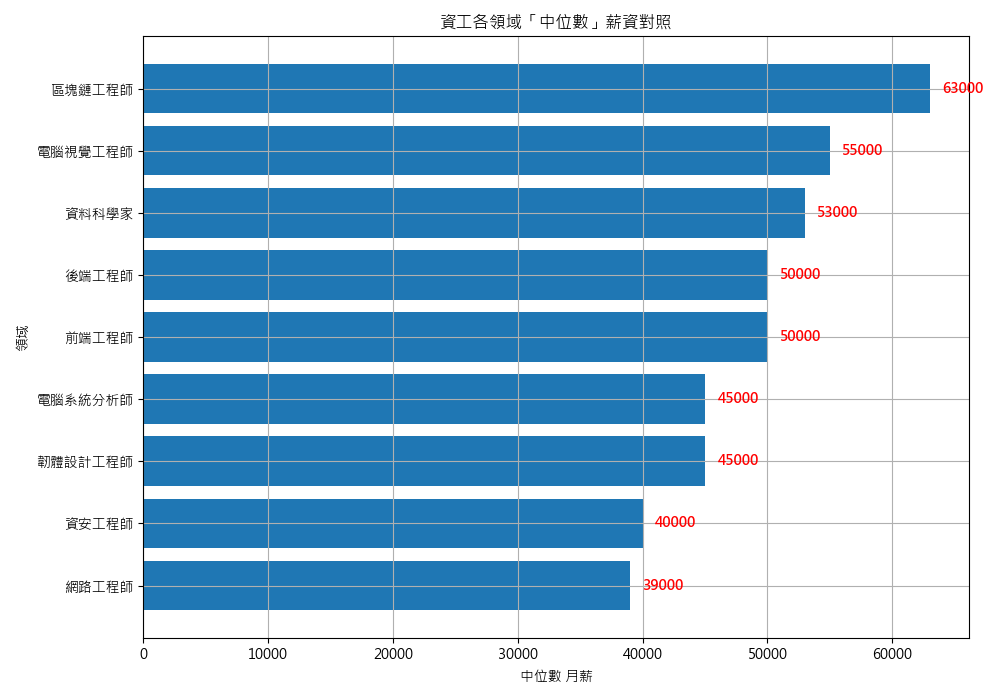 資工各領域「中位數」薪資對照
區塊鏈工程師
63000
電腦視覺工程師
55000
資料科學家
53000
後端工程師
50000
前端工程師
50000
電腦系統分析師
45000
韌體設計工程師
45000
資安工程師
40000
網路工程師
39000
領域
0
10000
20000
30000
40000
50000
60000
中位數 月薪